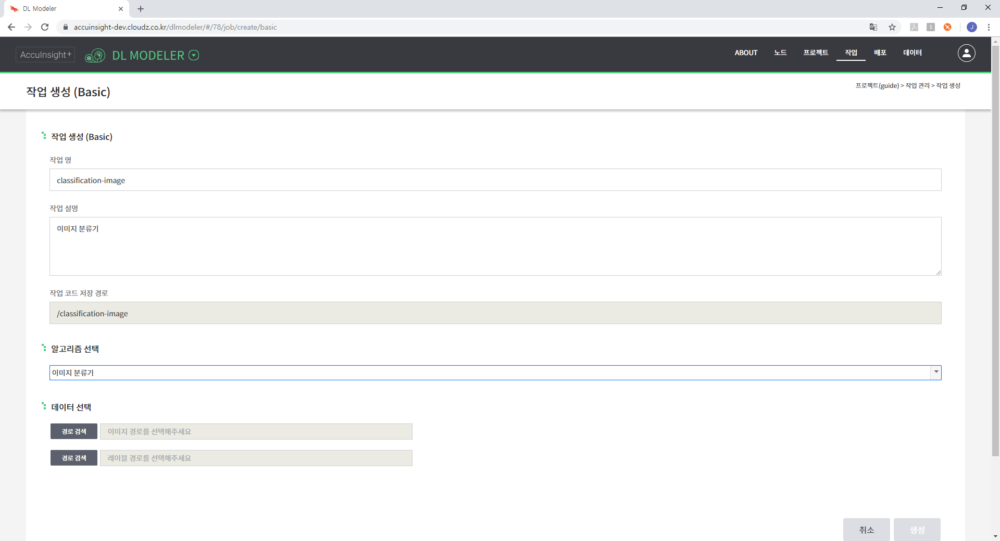 DL Modeler
accuinsight-dev.cloudz.co.kr/dlmodeler/#/78/job/create/basic
J
AccuInsight+
DL MODELER
ABOUT 노드 프로젝트 작업 배포 데이터
작업 생성 (Basic)
프로젝트(guide) > 작업 관리 > 작업 생성
작업 생성 (Basic)
작업 명
classification-image
작업 설명
이미지 분류기
작업 코드 저장 경로
/classification-image
알고리즘 선택
이미지 분류기
데이터 선택
경로 검색 이미지 경로를 선택해주세요
경로 검색 레이블 경로를 선택해주세요
취소 생성